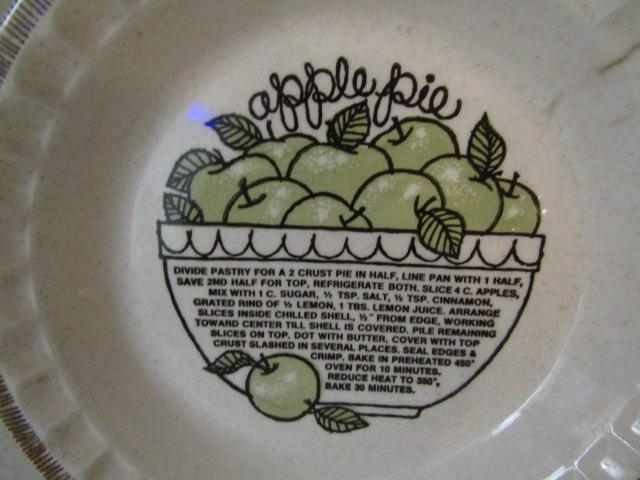 apple pie
DIVIDE PASTRY FOR A 2 CRUST PIE IN HALF, LINE PAN WITH 1 HALF,
SAVE 2ND HALF FOR TOP, REFRIGERATE BOTH. SLICE 4 C. APPLES,
MIX WITH 1 C. SUGAR, ½ TSP. SALT, ½ TSP. CINNAMON,
GRATED RIND OF ½ LEMON, 1 TBS. LEMON JUICE. ARRANGE
SLICES INSIDE CHILLED SHELL, ½" FROM EDGE, WORKING
TOWARD CENTER TILL SHELL IS COVERED. PILE REMAINING
SLICES ON TOP. DOT WITH BUTTER, COVER WITH TOP
CRUST SLASHED IN SEVERAL PLACES. SEAL EDGES &
CRIMP. BAKE IN PREHEATED 450°
OVEN FOR 10 MINUTES.
REDUCE HEAT TO 350°,
BAKE 30 MINUTES.